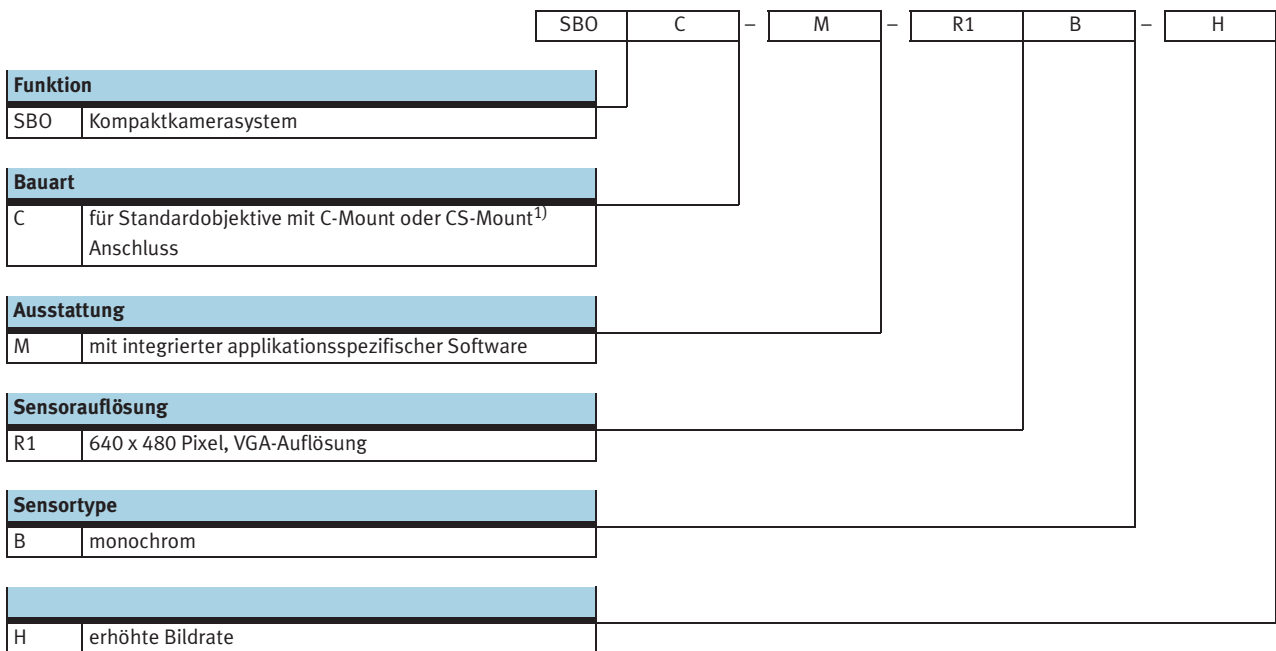 SBO C – M – R1 B – H
Funktion
SBO Kompaktkamerasystem
Bauart
C für Standardobjektive mit C-Mount oder CS-Mount1)
Anschluss
Ausstattung
M mit integrierter applikationsspezifischer Software
Sensorauflösung
R1 640 x 480 Pixel, VGA-Auflösung
Sensortype
B monochrom
H erhöhte Bildrate